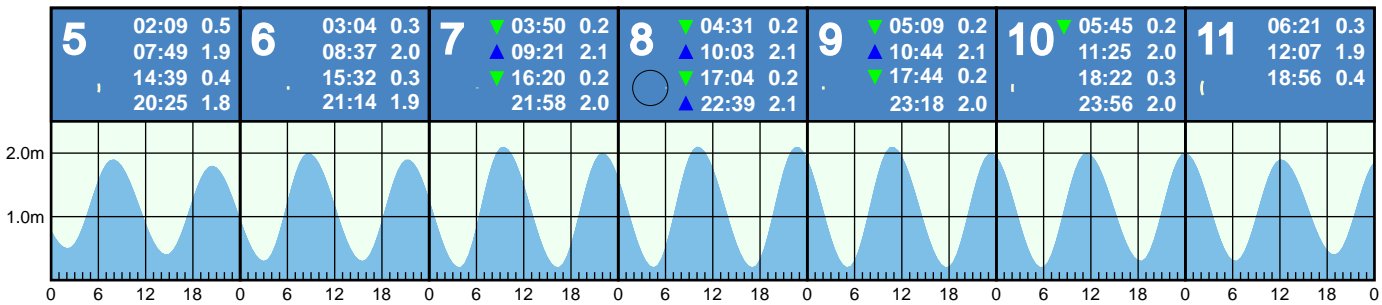 5
02:09 0.5
07:49 1.9
14:39 0.4
20:25 1.8
6
03:04 0.3
08:37 2.0
15:32 0.3
21:14 1.9
7
▼ 03:50 0.2
▲ 09:21 2.1
▼ 16:20 0.2
21:58 2.0
8
▼ 04:31 0.2
▲ 10:03 2.1
▼ 17:04 0.2
▲ 22:39 2.1
9
▼ 05:09 0.2
▲ 10:44 2.1
▼ 17:44 0.2
23:18 2.0
10
▼ 05:45 0.2
11:25 2.0
18:22 0.3
23:56 2.0
11
06:21 0.3
12:07 1.9
18:56 0.4
2.0m
1.0m
0 6 12 18 0 6 12 18 0 6 12 18 0 6 12 18 0 6 12 18 0 6 12 18 0 6 12 18 0